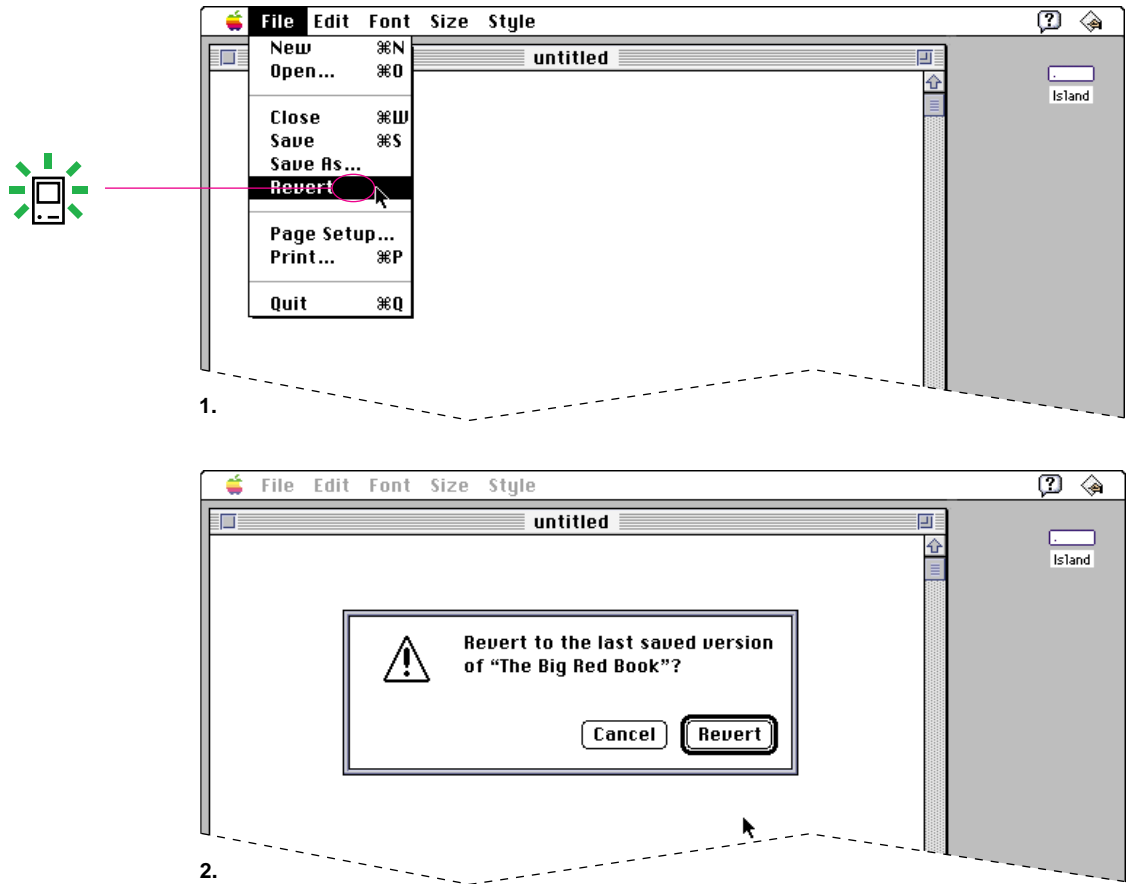 File Edit Font Size Style
New ⌘N
Open... ⌘O
Close ⌘W
Save ⌘S
Save As...
Revert
Page Setup...
Print... ⌘P
Quit ⌘Q
untitled
Island
1.
File Edit Font Size Style
untitled
Island
Revert to the last saved version
of “The Big Red Book”?
Cancel Revert
2.